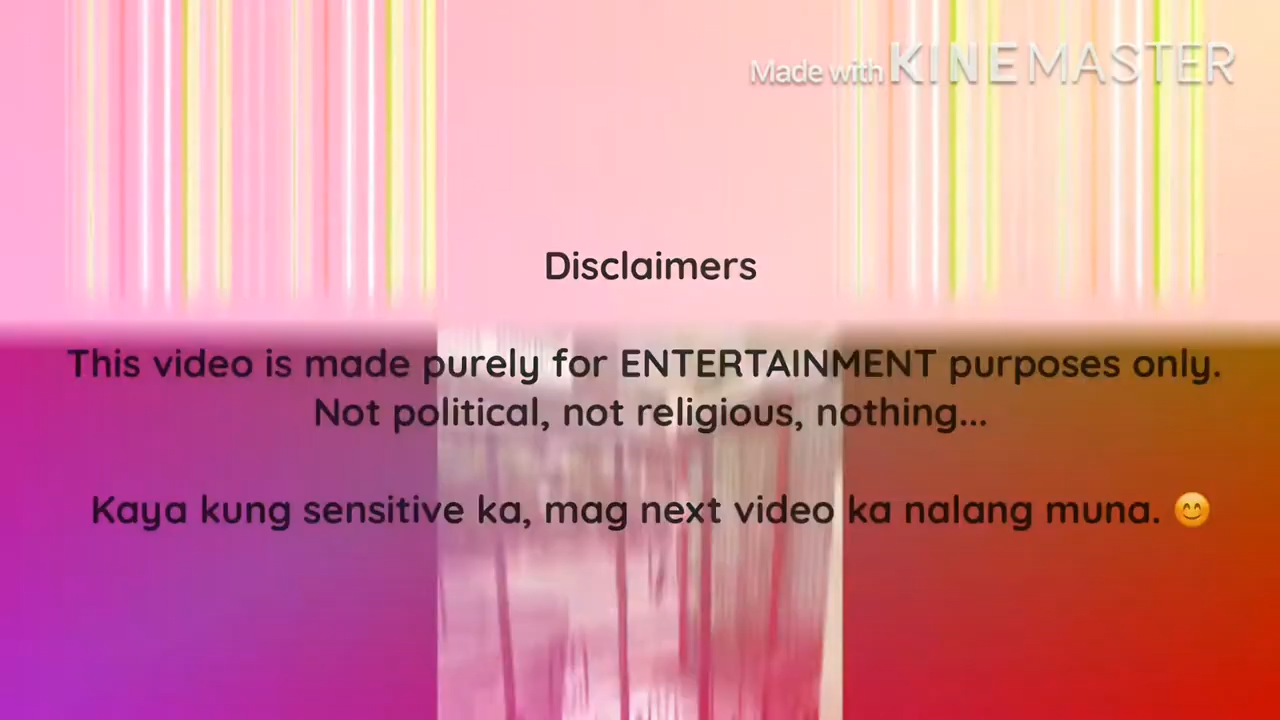 Made with KINEMASTER
Disclaimers
This video is made purely for ENTERTAINMENT purposes only.
Not political, not religious, nothing...
Kaya kung sensitive ka, mag next video ka nalang muna. 😊